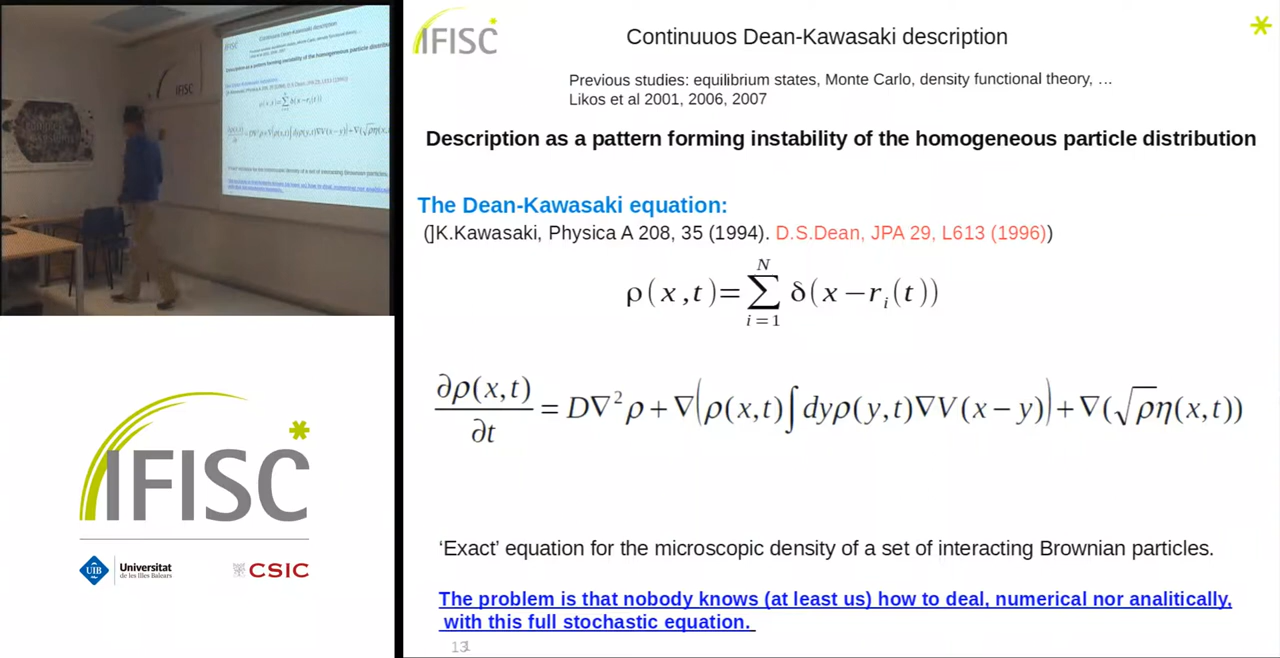 IFISC
Continuuos Dean-Kawasaki description
Previous studies: equilibrium states, Monte Carlo, density functional theory, ...
Likos et al 2001, 2006, 2007
Description as a pattern forming instability of the homogeneous particle distribution
The Dean-Kawasaki equation:
(]K.Kawasaki, Physica A 208, 35 (1994). D.S.Dean, JPA 29, L613 (1996))
ρ(x,t)=∑_{i=1}^{N} δ(x−r_i(t))
∂ρ(x,t)/∂t = D∇²ρ + ∇(ρ(x,t)∫dyρ(y,t)∇V(x−y)) + ∇(√ρη(x,t))
‘Exact’ equation for the microscopic density of a set of interacting Brownian particles.
The problem is that nobody knows (at least us) how to deal, numerical nor analitically,
with this full stochastic equation.
IFISC
UIB
Universitat
de les Illes Balears
CSIC